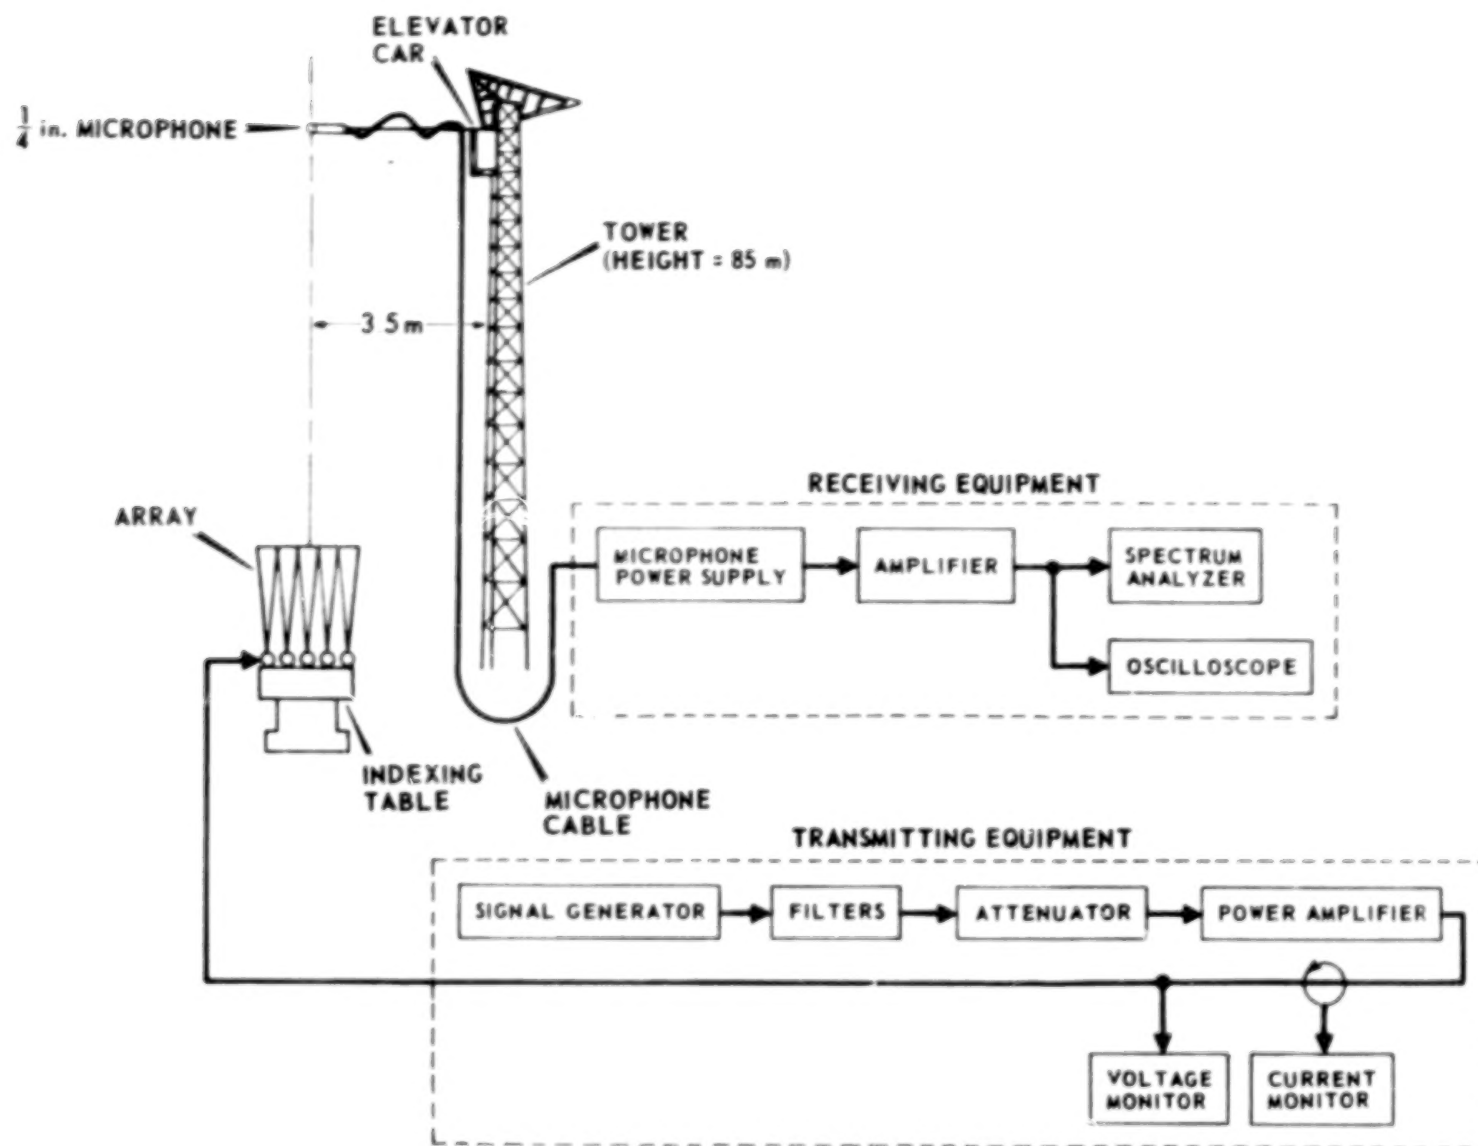 ELEVATOR
CAR
1/4 in. MICROPHONE
TOWER
(HEIGHT = 85 m)
3.5 m
RECEIVING EQUIPMENT
ARRAY
MICROPHONE
POWER SUPPLY
AMPLIFIER
SPECTRUM
ANALYZER
OSCILLOSCOPE
INDEXING
TABLE
MICROPHONE
CABLE
TRANSMITTING EQUIPMENT
SIGNAL GENERATOR
FILTERS
ATTENUATOR
POWER AMPLIFIER
VOLTAGE
MONITOR
CURRENT
MONITOR